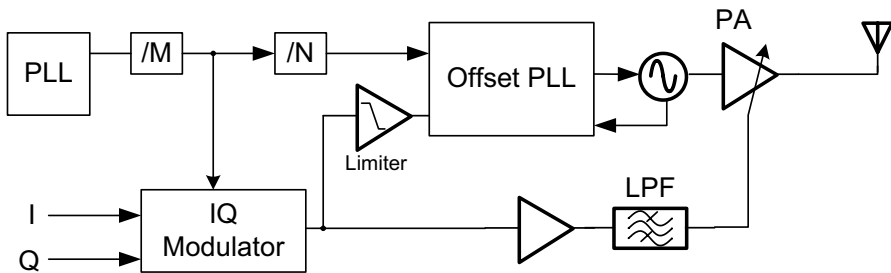 PA
PLL
/M
/N
Offset PLL
Limiter
LPF
I
Q
IQ
Modulator